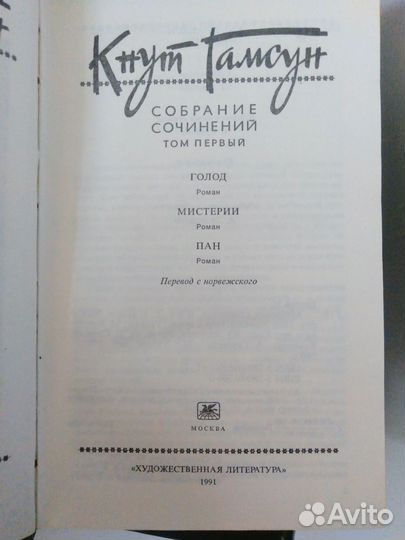 Кнут Гамсун
СОБРАНИЕ
СОЧИНЕНИЙ
ТОМ ПЕРВЫЙ
ГОЛОД
Роман
МИСТЕРИИ
Роман
ПАН
Роман
Перевод с норвежского
МОСКВА
«ХУДОЖЕСТВЕННАЯ ЛИТЕРАТУРА»
1991
Avito